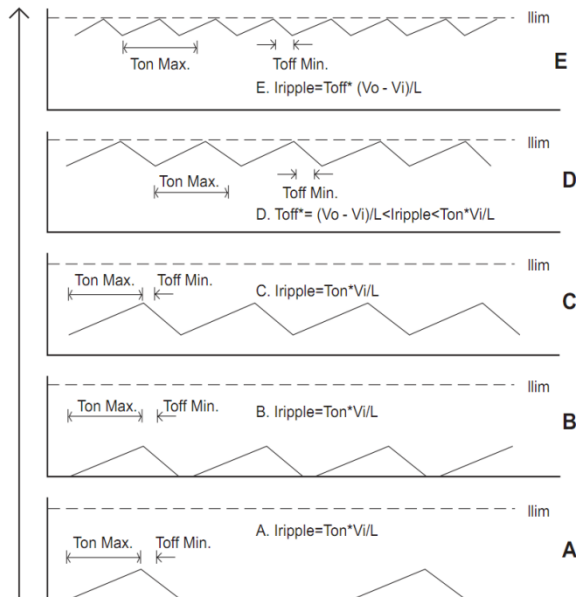 Ilim
Ton Max.
Toff Min.
E
E. Iripple=Toff* (Vo - Vi)/L
Ilim
Ton Max.
Toff Min.
D
D. Toff*= (Vo - Vi)/L<Iripple<Ton*Vi/L
Ilim
Ton Max. Toff Min.
C. Iripple=Ton*Vi/L
C
Ilim
Ton Max. Toff Min.
B. Iripple=Ton*Vi/L
B
Ilim
A. Iripple=Ton*Vi/L
Ton Max. Toff Min.
A